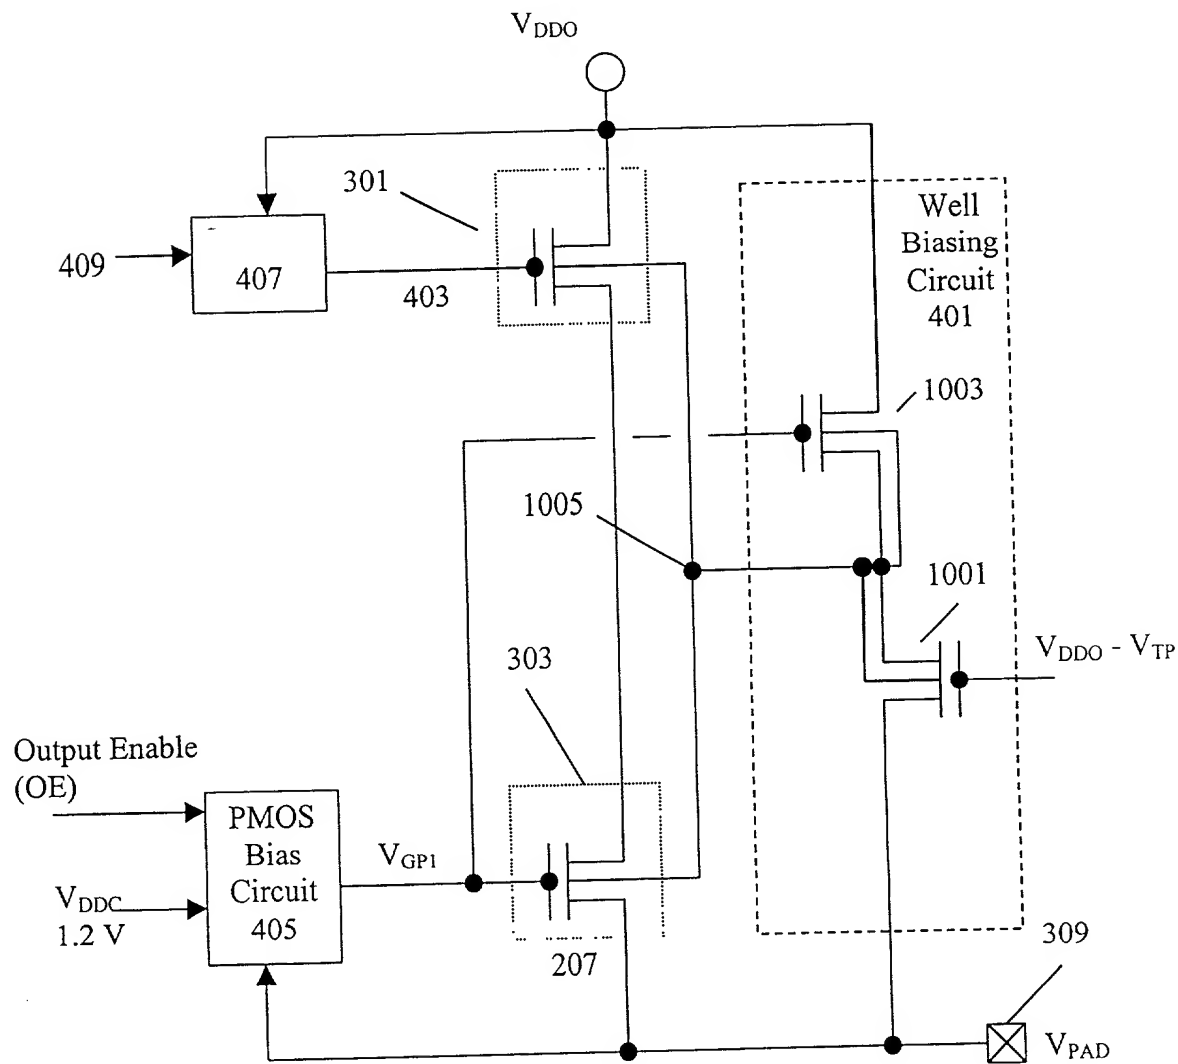 V_DDO
301
Well
Biasing
Circuit
401
409
407
403
1003
1005
1001
V_DDO - V_TP
303
Output Enable
(OE)
PMOS
Bias
Circuit
405
V_GP1
V_DDC
1.2 V
207
309
V_PAD